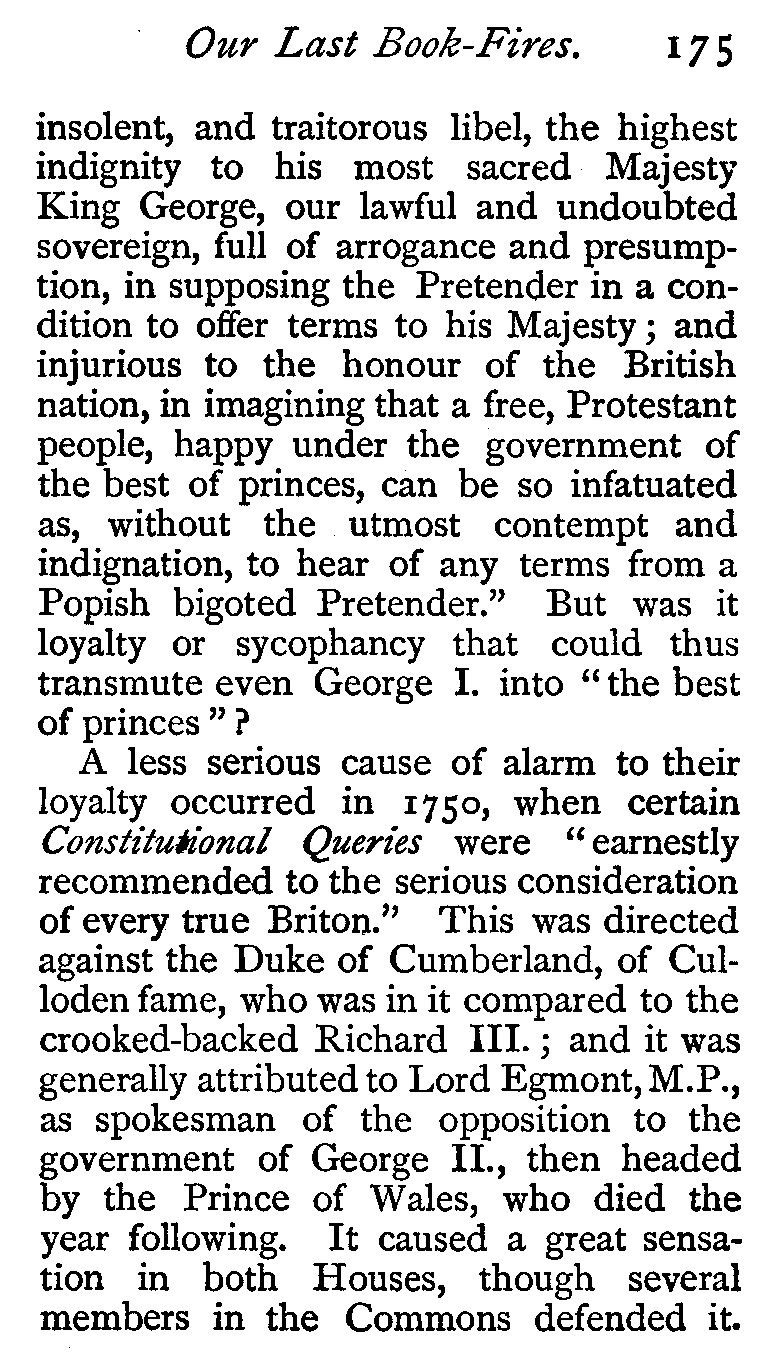 Our Last Book-Fires. 175
insolent, and traitorous libel, the highest
indignity to his most sacred Majesty
King George, our lawful and undoubted
sovereign, full of arrogance and presump-
tion, in supposing the Pretender in a con-
dition to offer terms to his Majesty; and
injurious to the honour of the British
nation, in imagining that a free, Protestant
people, happy under the government of
the best of princes, can be so infatuated
as, without the utmost contempt and
indignation, to hear of any terms from a
Popish bigoted Pretender.” But was it
loyalty or sycophancy that could thus
transmute even George I. into “the best
of princes”?
A less serious cause of alarm to their
loyalty occurred in 1750, when certain
Constitutional Queries were “earnestly
recommended to the serious consideration
of every true Briton.” This was directed
against the Duke of Cumberland, of Cul-
loden fame, who was in it compared to the
crooked-backed Richard III.; and it was
generally attributed to Lord Egmont, M.P.,
as spokesman of the opposition to the
government of George II., then headed
by the Prince of Wales, who died the
year following. It caused a great sensa-
tion in both Houses, though several
members in the Commons defended it.